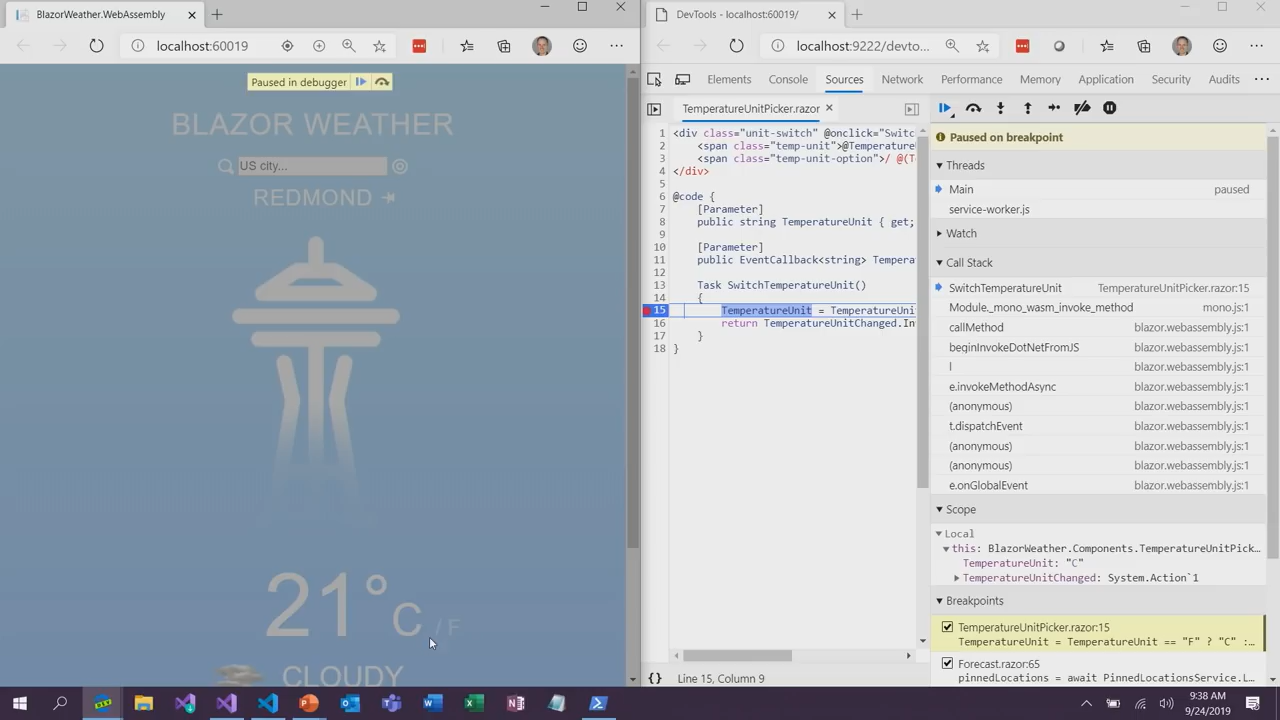 BlazorWeather.WebAssembly
localhost:60019
Paused in debugger
BLAZOR WEATHER
US city...
REDMOND
21° C / F
CLOUDY
DevTools - localhost:60019/
localhost:9222/devto...
Elements Console Sources Network Performance Memory Application Security Audits
TemperatureUnitPicker.razor
1 <div class="unit-switch" @onclick="Switc
2 <span class="temp-unit">@Temperature
3 <span class="temp-unit-option">/ @(T
4 </div>
5
6 @code {
7 [Parameter]
8 public string TemperatureUnit { get;
9
10 [Parameter]
11 public EventCallback<string> Tempera
12
13 Task SwitchTemperatureUnit()
14 {
15 TemperatureUnit = TemperatureUni
16 return TemperatureUnitChanged.In
17 }
18 }
{} Line 15, Column 9
Paused on breakpoint
Threads
Main paused
service-worker.js
Watch
Call Stack
SwitchTemperatureUnit TemperatureUnitPicker.razor:15
Module._mono_wasm_invoke_method mono.js:1
callMethod blazor.webassembly.js:1
beginInvokeDotNetFromJS blazor.webassembly.js:1
l blazor.webassembly.js:1
e.invokeMethodAsync blazor.webassembly.js:1
(anonymous) blazor.webassembly.js:1
t.dispatchEvent blazor.webassembly.js:1
(anonymous) blazor.webassembly.js:1
(anonymous) blazor.webassembly.js:1
e.onGlobalEvent blazor.webassembly.js:1
Scope
Local
this: BlazorWeather.Components.TemperatureUnitPick...
TemperatureUnit: "C"
TemperatureUnitChanged: System.Action`1
Breakpoints
TemperatureUnitPicker.razor:15
TemperatureUnit = TemperatureUnit == "F" ? "C" :...
Forecast.razor:65
pinnedLocations = await PinnedLocationsService.L...
9:38 AM
9/24/2019